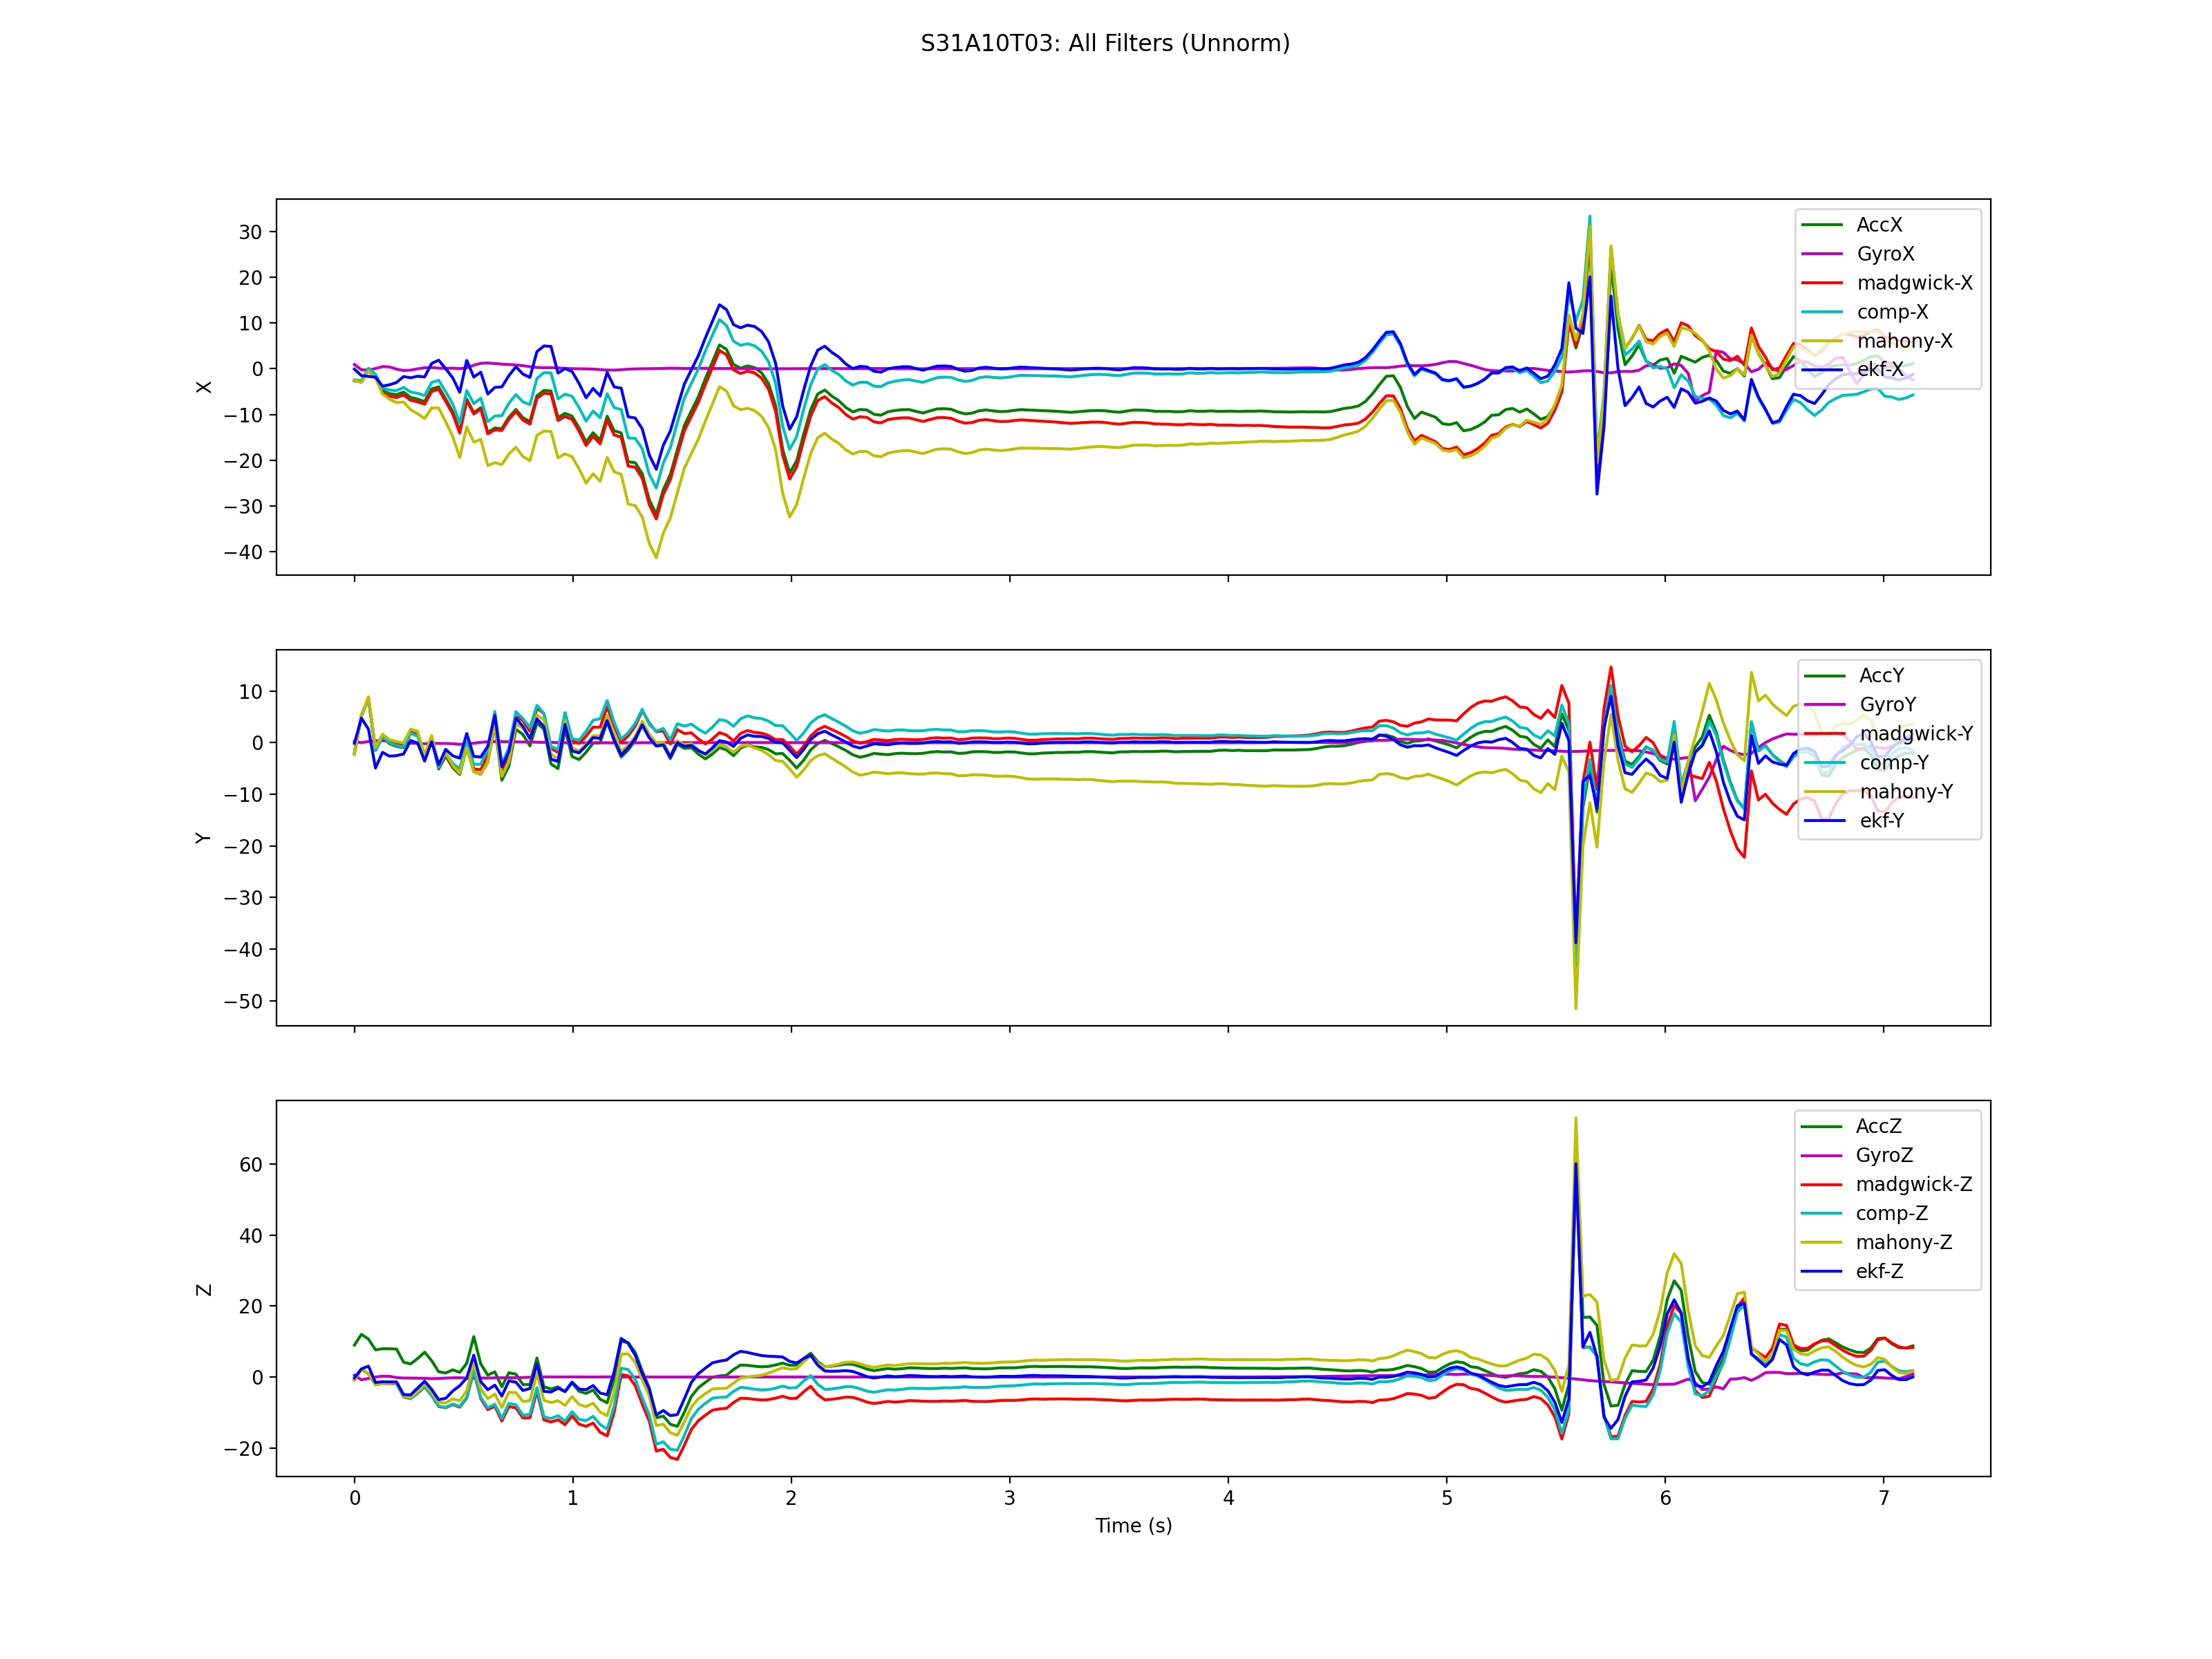 S31A10T03: All Filters (Unnorm)
30
20
10
0
−10
−20
−30
−40
X
AccX
GyroX
madgwick-X
comp-X
mahony-X
ekf-X
10
0
−10
−20
−30
−40
−50
Y
AccY
GyroY
madgwick-Y
comp-Y
mahony-Y
ekf-Y
60
40
20
0
−20
Z
AccZ
GyroZ
madgwick-Z
comp-Z
mahony-Z
ekf-Z
0 1 2 3 4 5 6 7
Time (s)